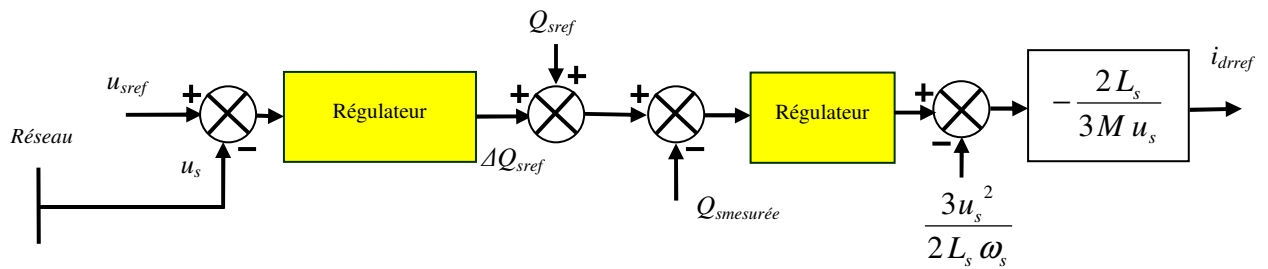 Réseau
u_sref
+
−
u_s
Régulateur
ΔQ_sref
Q_sref
+
+
+
−
Q_smesurée
Régulateur
+
−
3u_s²
2L_s ω_s
− 2L_s
3M u_s
i_drref